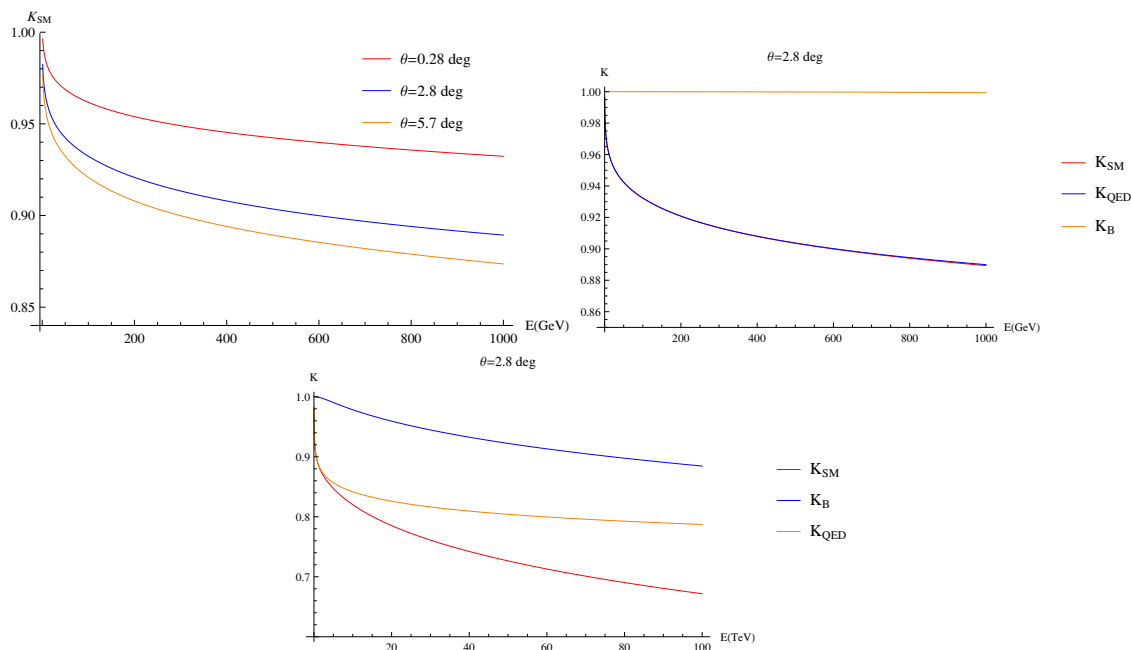 K_SM
θ=0.28 deg
θ=2.8 deg
θ=5.7 deg
0.95
0.90
0.85
200
400
600
800
1000
E(GeV)
θ=2.8 deg
K
1.00
0.98
0.96
0.94
0.92
0.90
0.88
0.86
200
400
600
800
1000
E(GeV)
K_SM
K_QED
K_B
θ=2.8 deg
K
1.0
0.9
0.8
0.7
20
40
60
80
100
E(TeV)
K_SM
K_B
K_QED